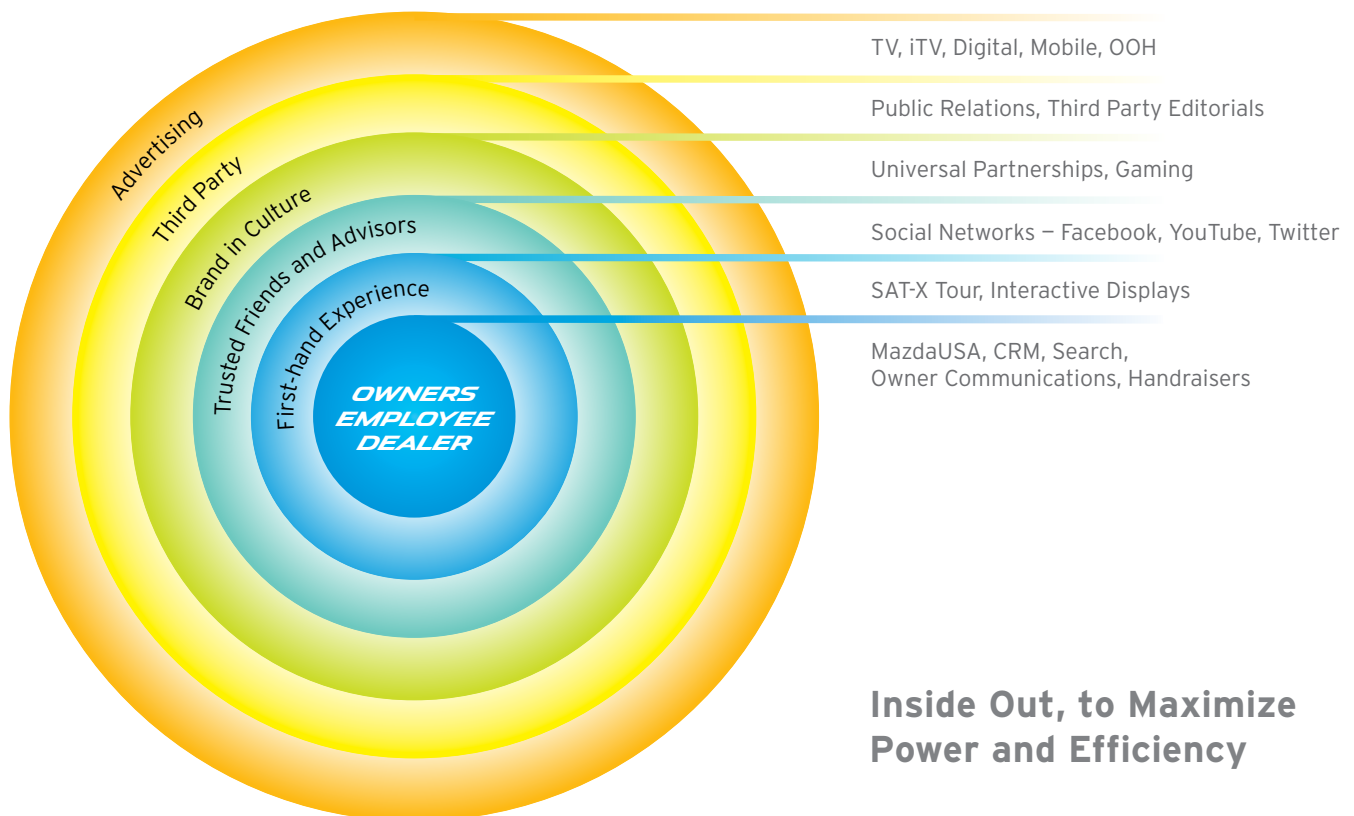 Advertising
Third Party
Brand in Culture
Trusted Friends and Advisors
First-hand Experience
OWNERS
EMPLOYEE
DEALER
TV, iTV, Digital, Mobile, OOH
Public Relations, Third Party Editorials
Universal Partnerships, Gaming
Social Networks – Facebook, YouTube, Twitter
SAT-X Tour, Interactive Displays
MazdaUSA, CRM, Search,
Owner Communications, Handraisers
Inside Out, to Maximize
Power and Efficiency